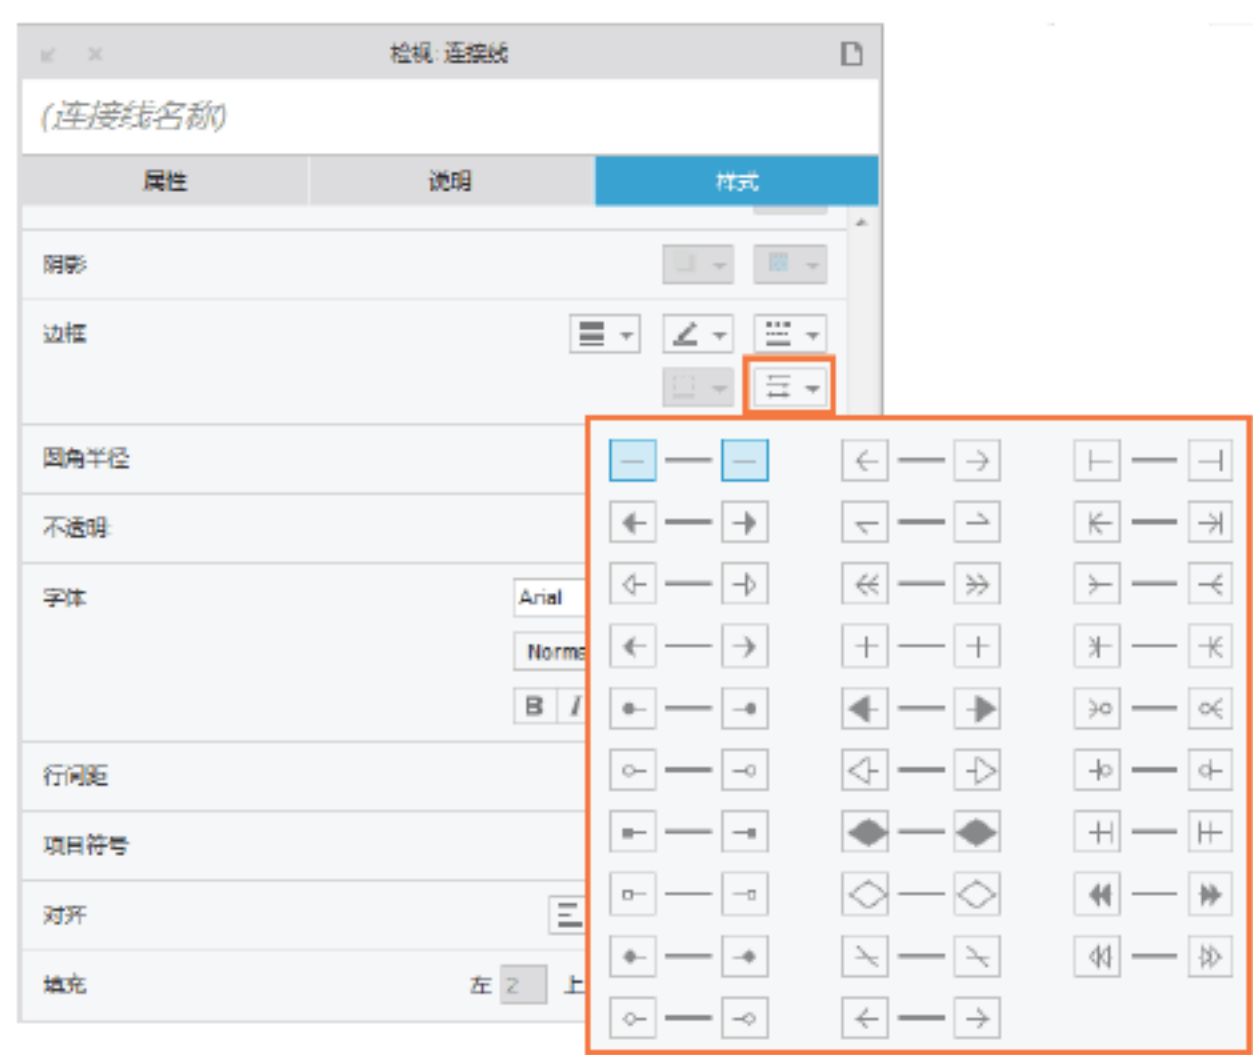 检视: 连接线
(连接线名称)
属性 说明 样式
阴影
边框
圆角半径
不透明:
字体 Arial
Norma
B I
行间距
项目符号
对齐
填充 左 2 上